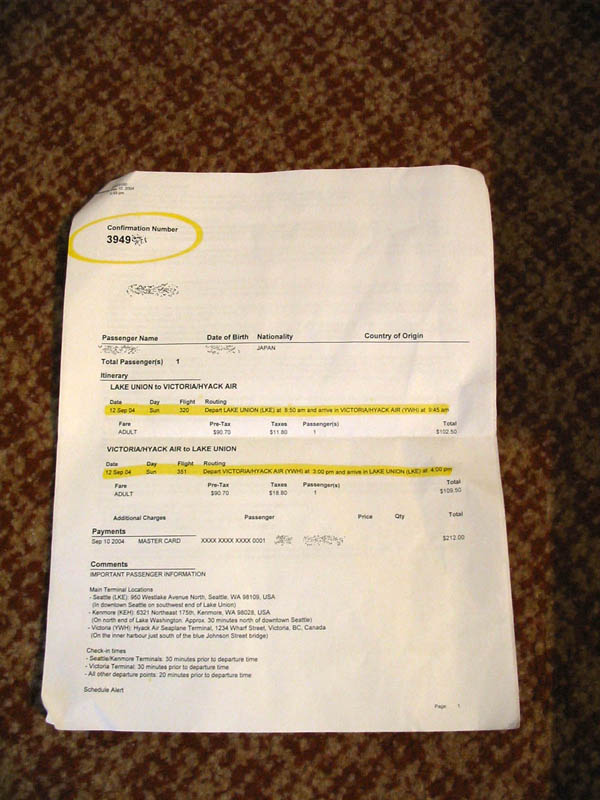 10, 2004
pm
Confirmation Number
3949
Passenger Name Date of Birth Nationality Country of Origin
JAPAN
Total Passenger(s) 1
Itinerary
LAKE UNION to VICTORIA/HYACK AIR
Date Day Flight Routing
12 Sep 04 Sun 320 Depart LAKE UNION (LKE) at 8:50 am and arrive in VICTORIA/HYACK AIR (YWH) at 9:45 am
Fare Pre-Tax Taxes Passenger(s) Total
ADULT $90.70 $11.80 1 $102.50
VICTORIA/HYACK AIR to LAKE UNION
Date Day Flight Routing
12 Sep 04 Sun 351 Depart VICTORIA/HYACK AIR (YWH) at 3:00 pm and arrive in LAKE UNION (LKE) at 4:00 pm
Fare Pre-Tax Taxes Passenger(s) Total
ADULT $90.70 $18.80 1 $109.50
Additional Charges Passenger Price Qty Total
Payments
Sep 10 2004 MASTER CARD XXXX XXXX XXXX 0001 $212.00
Comments
IMPORTANT PASSENGER INFORMATION
Main Terminal Locations
- Seattle (LKE): 950 Westlake Avenue North, Seattle, WA 98109, USA
(In downtown Seattle on southwest end of Lake Union)
- Kenmore (KEH): 6321 Northeast 175th, Kenmore, WA 98028, USA
(On north end of Lake Washington. Approx. 30 minutes north of downtown Seattle)
- Victoria (YWH): Hyack Air Seaplane Terminal, 1234 Wharf Street, Victoria, BC, Canada
(On the inner harbour just south of the blue Johnson Street bridge)
Check-in times
- Seattle/Kenmore Terminals: 30 minutes prior to departure time
- Victoria Terminal: 30 minutes prior to departure time
- All other departure points: 20 minutes prior to departure time
Schedule Alert
Page: 1